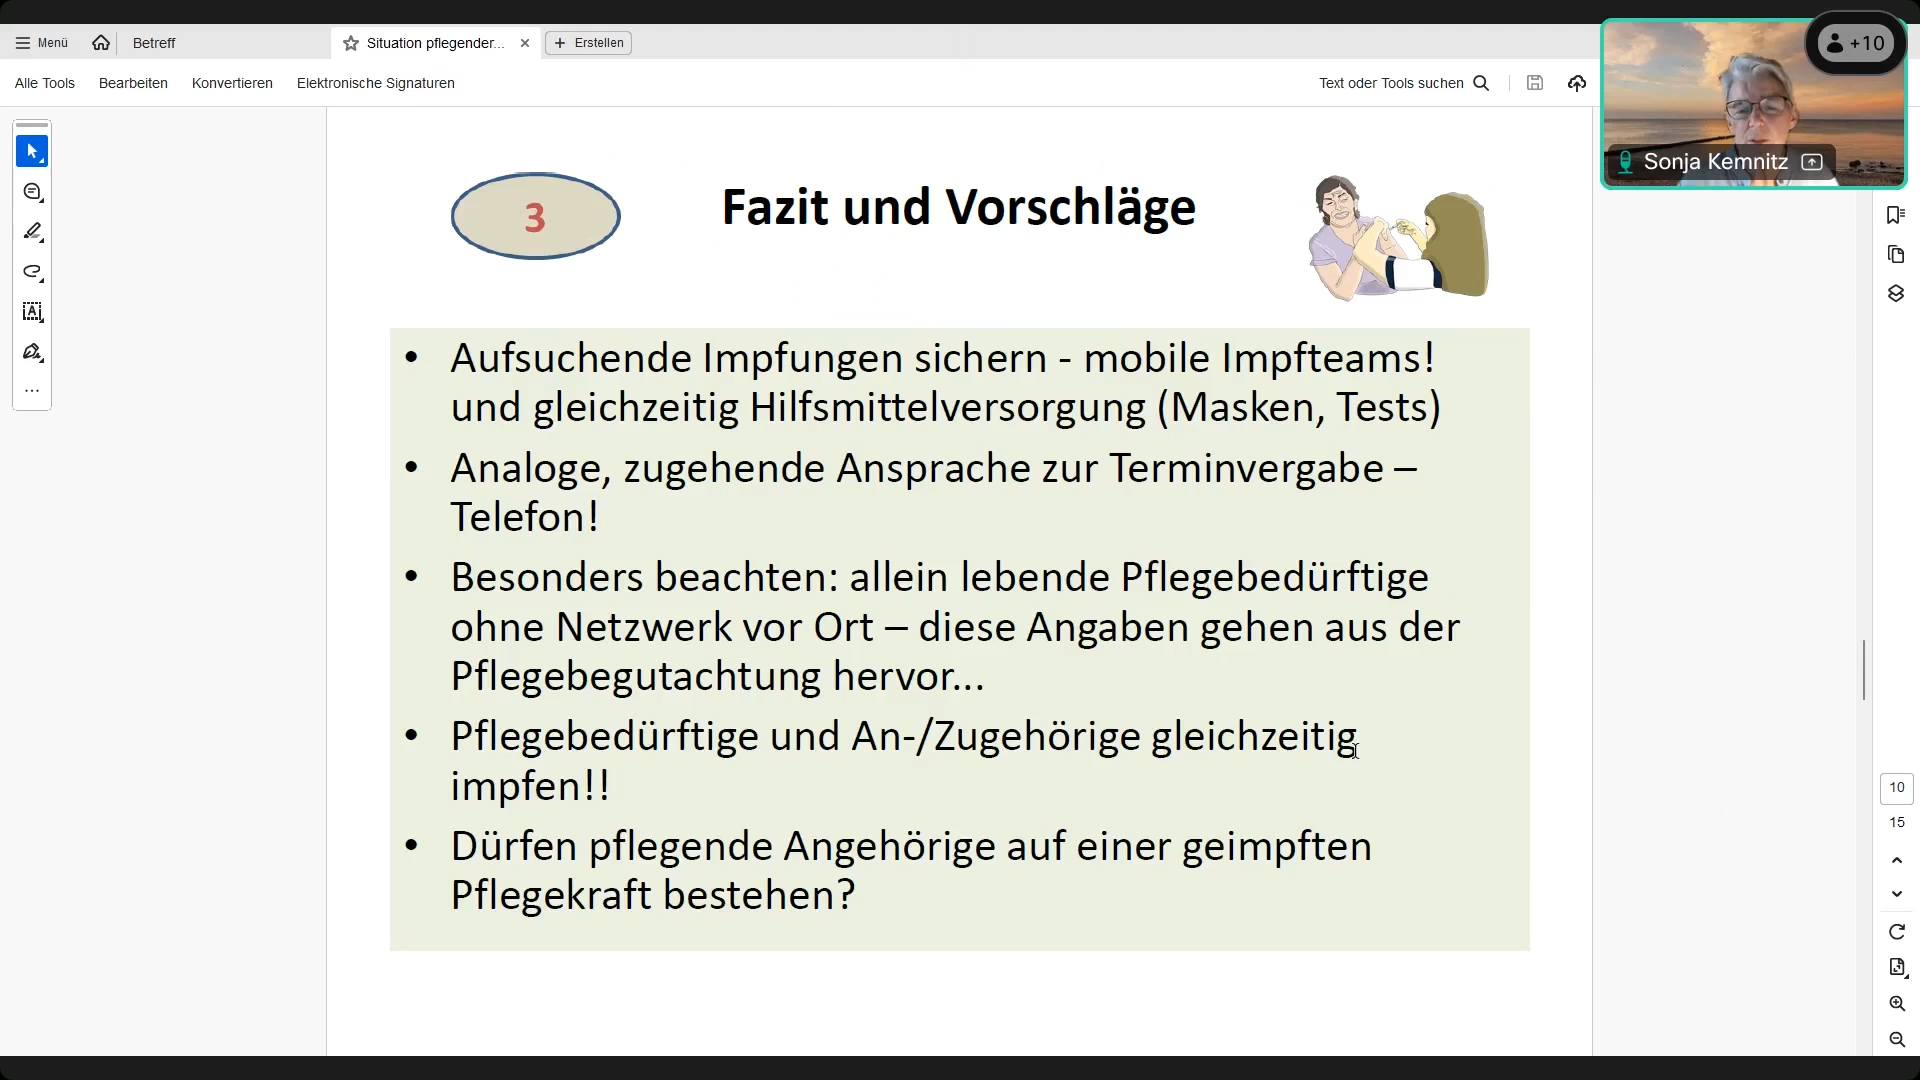 Menü
Betreff
Situation pflegender...
Erstellen
+10
Alle Tools
Bearbeiten
Konvertieren
Elektronische Signaturen
Text oder Tools suchen
Sonja Kemnitz
3
Fazit und Vorschläge
• Aufsuchende Impfungen sichern - mobile Impfteams!
und gleichzeitig Hilfsmittelversorgung (Masken, Tests)
• Analoge, zugehende Ansprache zur Terminvergabe –
Telefon!
• Besonders beachten: allein lebende Pflegebedürftige
ohne Netzwerk vor Ort – diese Angaben gehen aus der
Pflegebegutachtung hervor...
• Pflegebedürftige und An-/Zugehörige gleichzeitig
impfen!!
• Dürfen pflegende Angehörige auf einer geimpften
Pflegekraft bestehen?
10
15